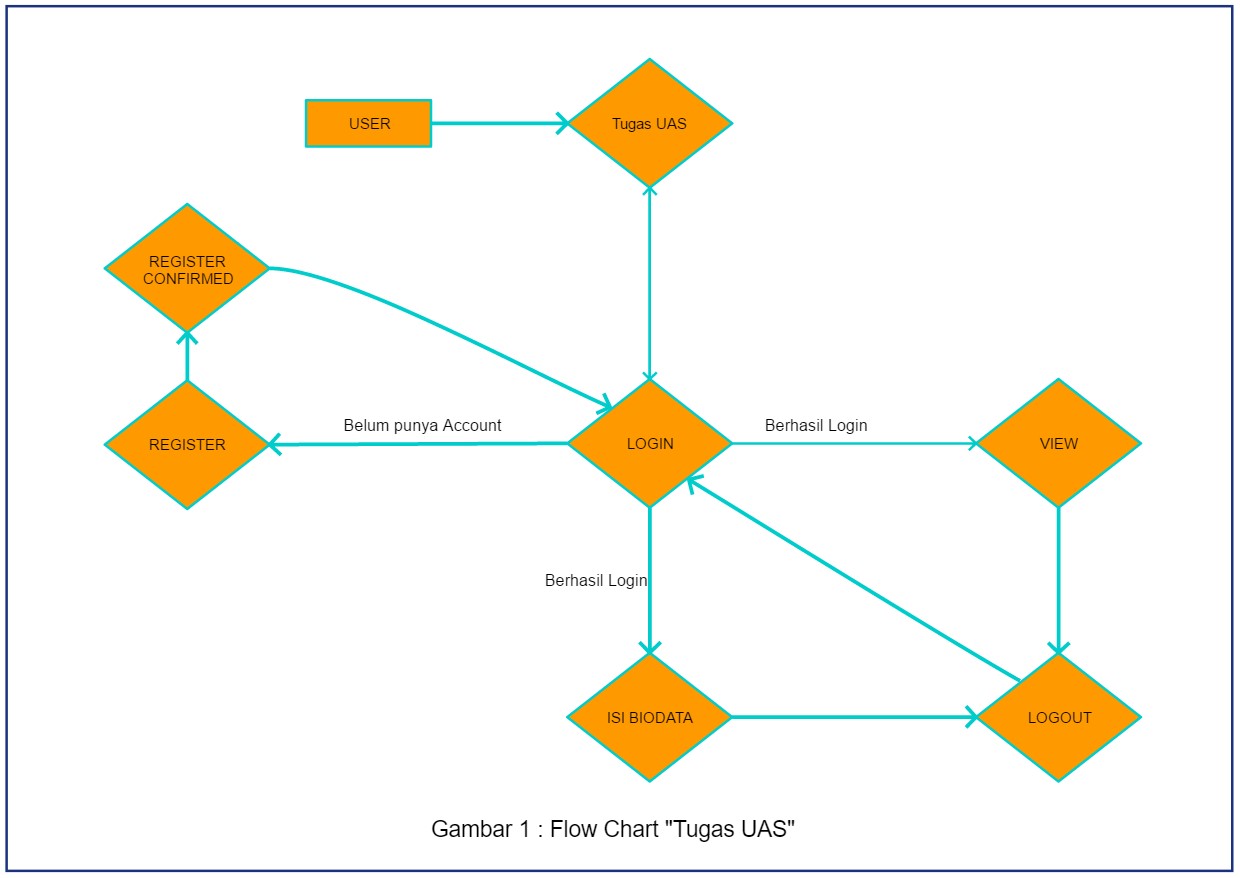 USER
Tugas UAS
REGISTER
CONFIRMED
Belum punya Account
Berhasil Login
REGISTER
LOGIN
VIEW
Berhasil Login
ISI BIODATA
LOGOUT
Gambar 1 : Flow Chart "Tugas UAS"